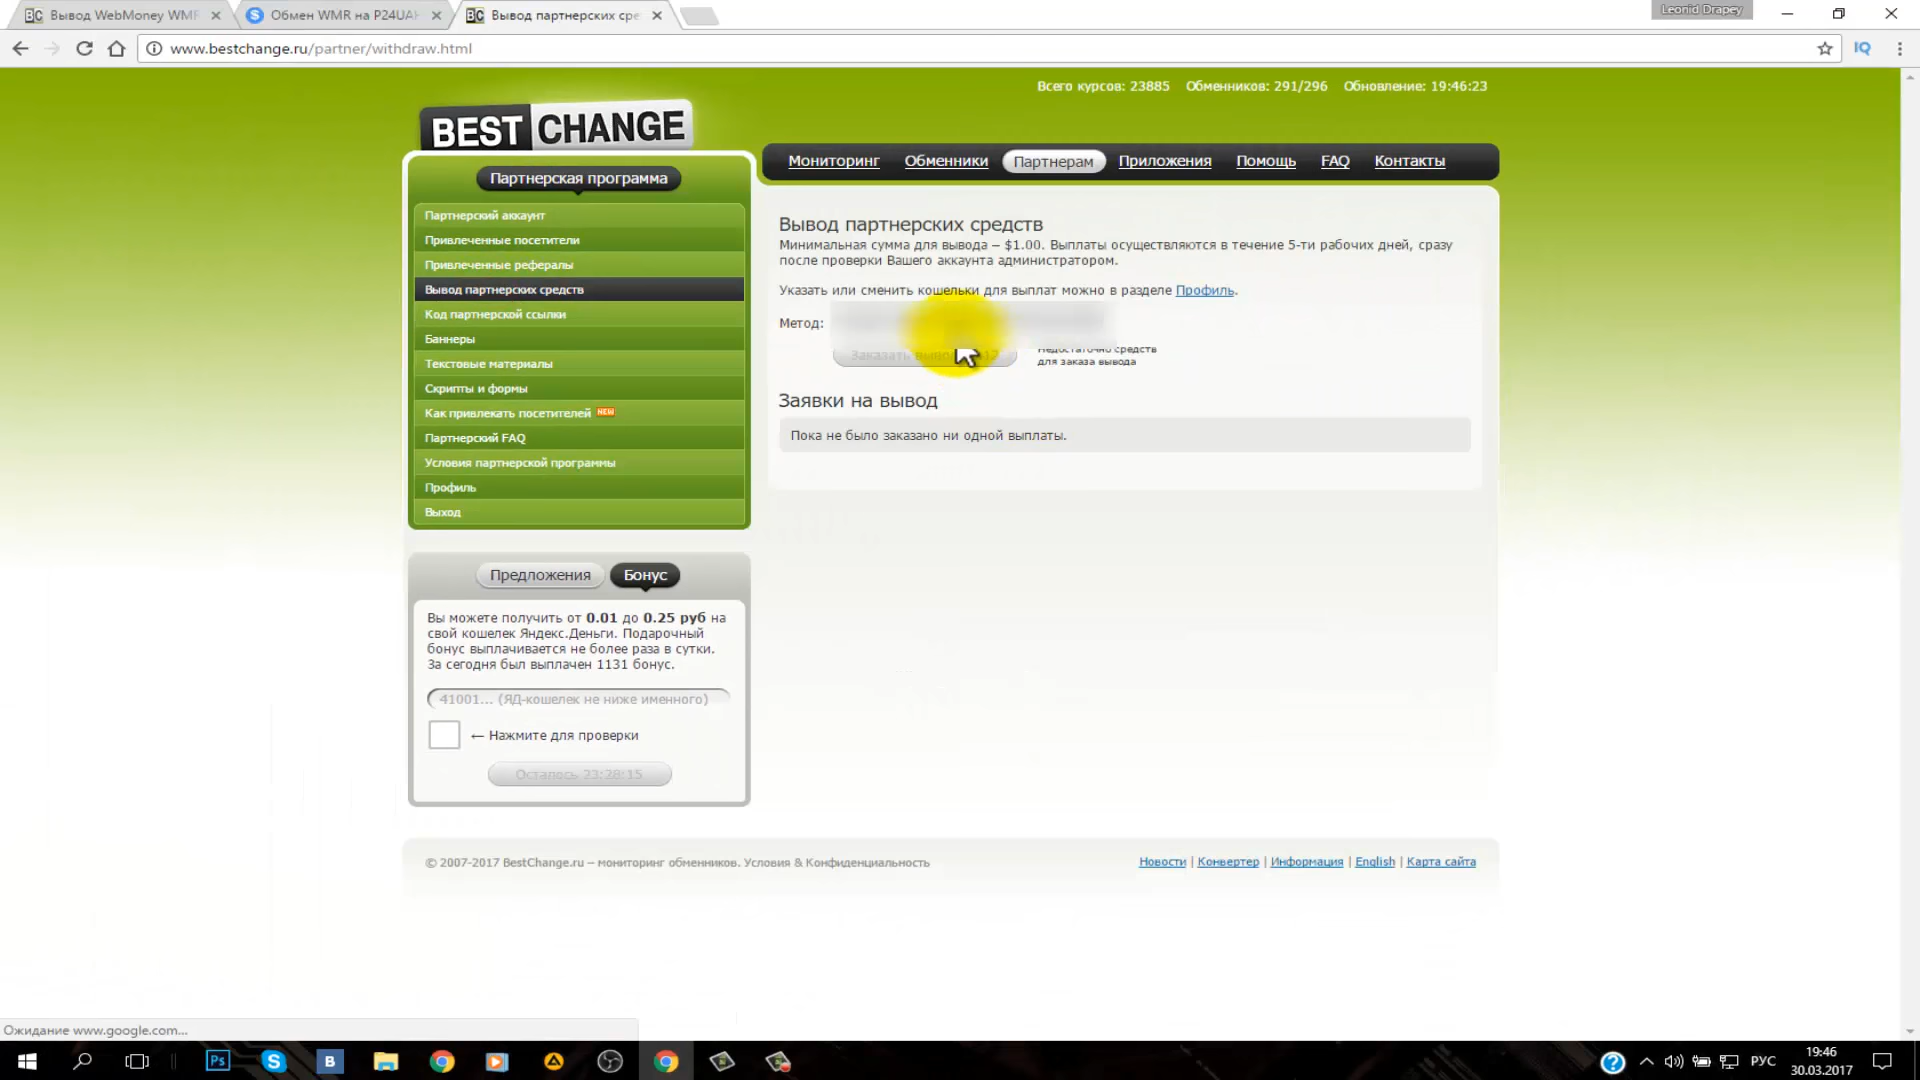 Вывод WebMoney WMR
Обмен WMR на P24UAH
Вывод партнерских сре
Leonid Drapey
www.bestchange.ru/partner/withdraw.html
IQ
Всего курсов: 23885 Обменников: 291/296 Обновление: 19:46:23
BEST CHANGE
Мониторинг Обменники Партнерам Приложения Помощь FAQ Контакты
Партнерская программа
Партнерский аккаунт
Привлеченные посетители
Привлеченные рефералы
Вывод партнерских средств
Код партнерской ссылки
Баннеры
Текстовые материалы
Скрипты и формы
Как привлекать посетителей NEW
Партнерский FAQ
Условия партнерской программы
Профиль
Выход
Вывод партнерских средств
Минимальная сумма для вывода – $1.00. Выплаты осуществляются в течение 5-ти рабочих дней, сразу
после проверки Вашего аккаунта администратором.
Указать или сменить кошельки для выплат можно в разделе Профиль.
Метод:
Заказать
Недостаточно средств
для заказа вывода
Заявки на вывод
Пока не было заказано ни одной выплаты.
Предложения Бонус
Вы можете получить от 0.01 до 0.25 руб на
свой кошелек Яндекс.Деньги. Подарочный
бонус выплачивается не более раза в сутки.
За сегодня был выплачен 1131 бонус.
41001... (ЯД-кошелек не ниже именного)
← Нажмите для проверки
Осталось 23:28:15
© 2007-2017 BestChange.ru – мониторинг обменников. Условия & Конфиденциальность
Новости | Конвертер | Информация | English | Карта сайта
Ожидание www.google.com...
Ps
B
РУС
19:46
30.03.2017